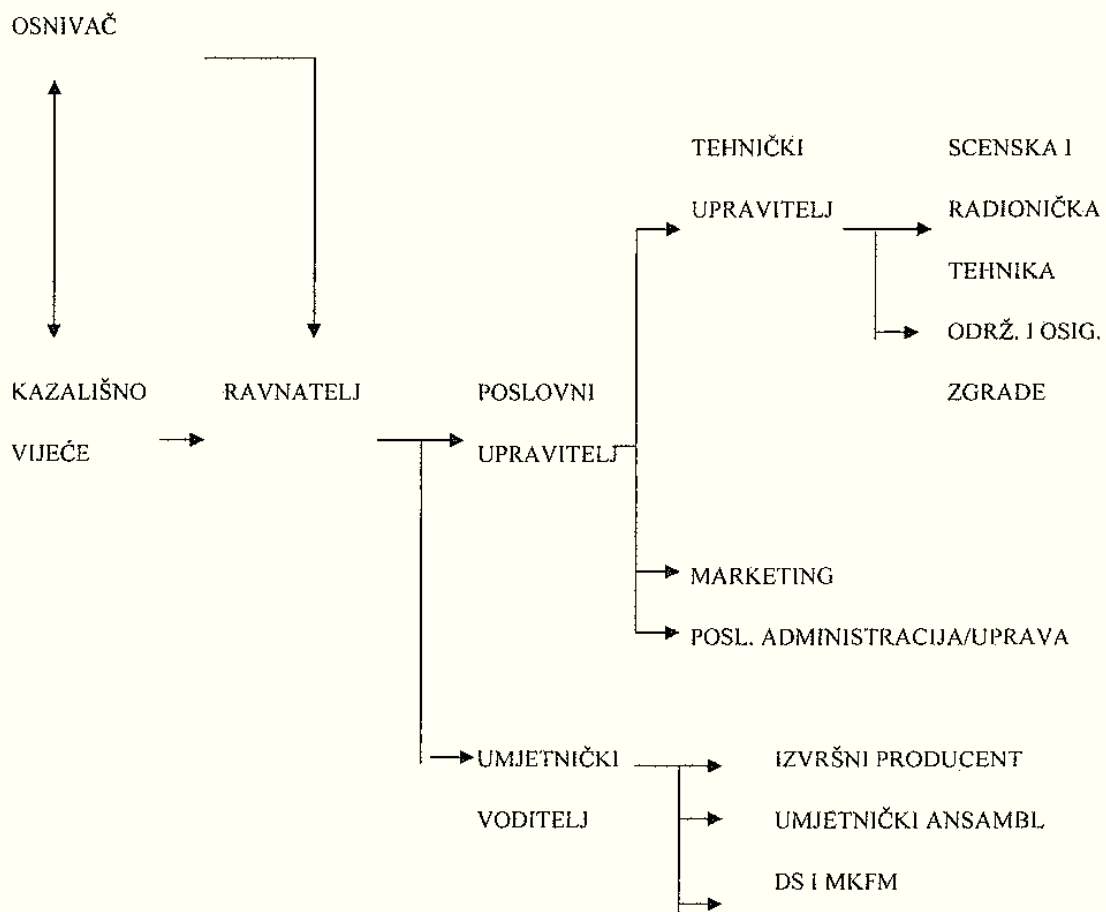 OSNIVAČ
TEHNIČKI
UPRAVITELJ
SCENSKA I
RADIONIČKA
TEHNIKA
ODRŽ. I OSIG.
ZGRADE
KAZALIŠNO
VIJEĆE
RAVNATELJ
POSLOVNI
UPRAVITELJ
MARKETING
POSL. ADMINISTRACIJA/UPRAVA
UMJETNIČKI
VODITELJ
IZVRŠNI PRODUCENT
UMJETNIČKI ANSAMBL
DS I MKFM